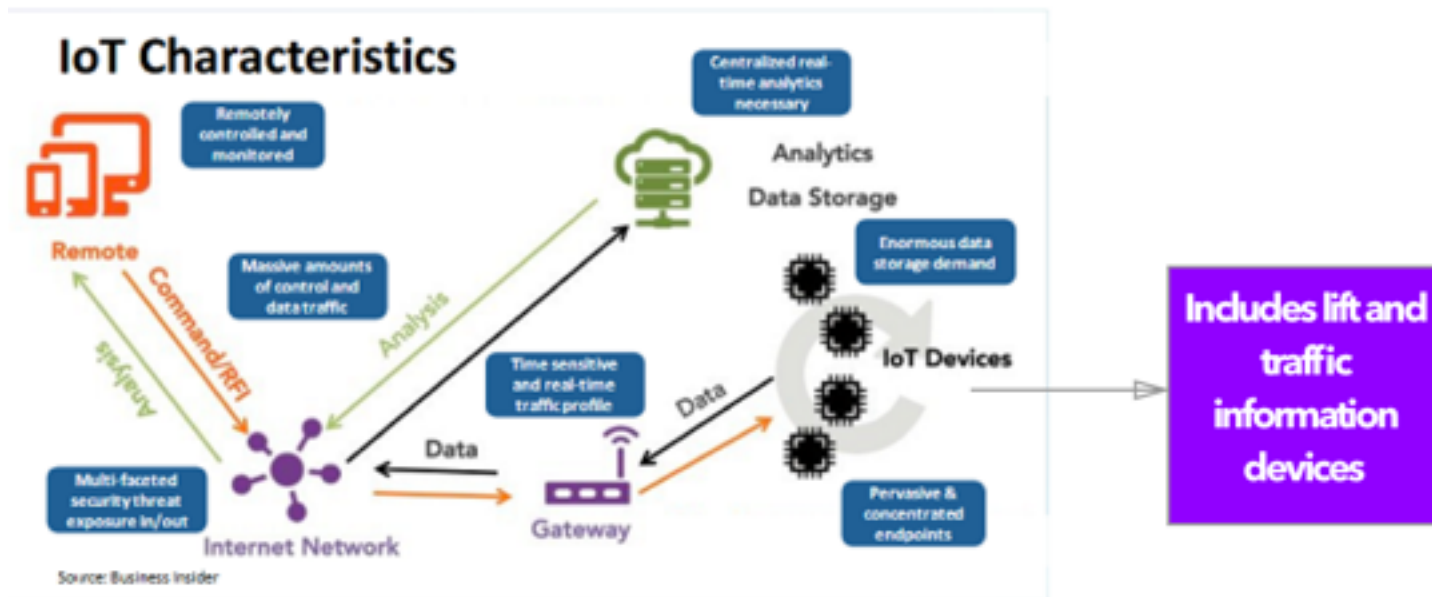 IoT Characteristics
Centralized real-
time analytics
necessary
Remotely
controlled and
monitored
Analytics
Data Storage
Remote
Massive amounts
of control and
data traffic
Enormous data
storage demand
Command/RFI
Analysis
Analysis
Time sensitive
and real-time
traffic profile
IoT Devices
Data
Data
Multi-faceted
security threat
exposure in/out
Gateway
Pervasive &
concentrated
endpoints
Internet Network
Source: Business Insider
Includes lift and
traffic
information
devices